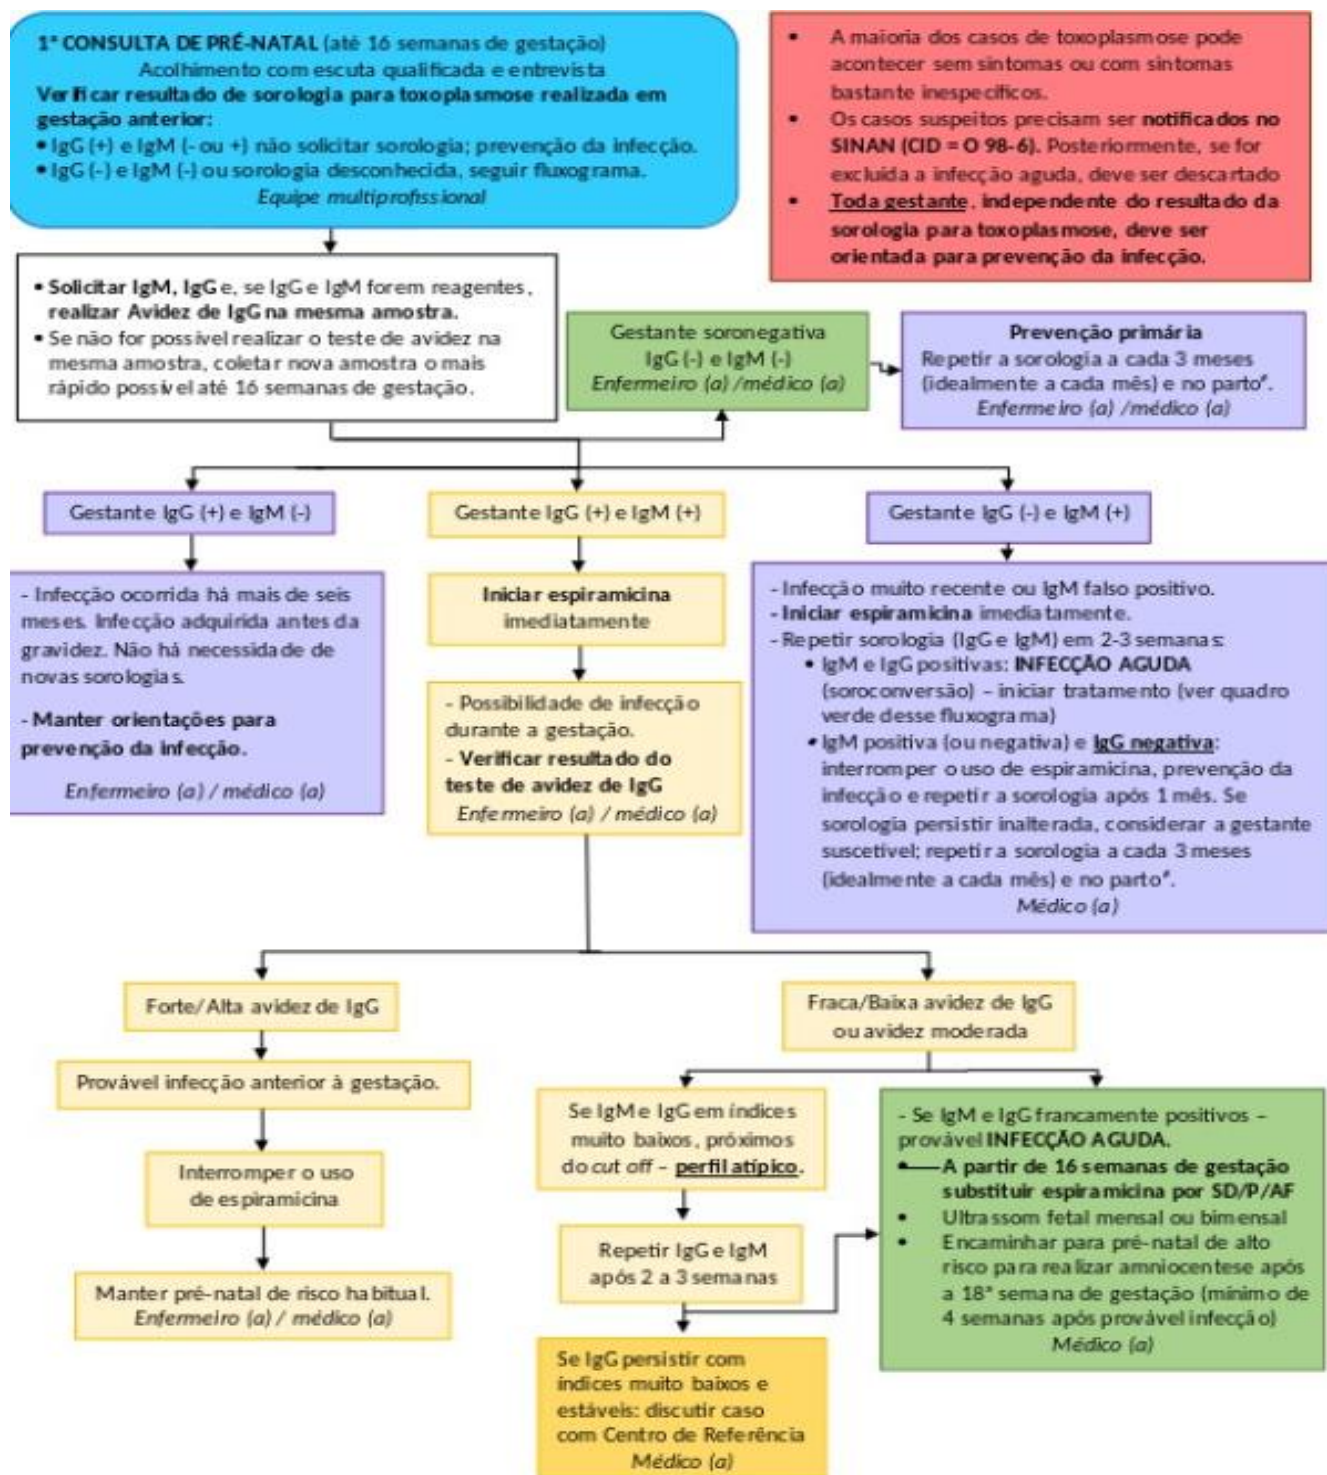 1ª CONSULTA DE PRÉ-NATAL (até 16 semanas de gestação)
Acolhimento com escuta qualificada e entrevista
Verificar resultado de sorologia para toxoplasmose realizada em
gestação anterior:
• IgG (+) e IgM (- ou +) não solicitar sorologia; prevenção da infecção.
• IgG (-) e IgM (-) ou sorologia desconhecida, seguir fluxograma.
Equipe multiprofissional
• A maioria dos casos de toxoplasmose pode
acontecer sem sintomas ou com sintomas
bastante inespecíficos.
• Os casos suspeitos precisam ser notificados no
SINAN (CID = O 98-6). Posteriormente, se for
excluída a infecção aguda, deve ser descartado
• Toda gestante, independente do resultado da
sorologia para toxoplasmose, deve ser
orientada para prevenção da infecção.
• Solicitar IgM, IgG e, se IgG e IgM forem reagentes,
realizar Avidez de IgG na mesma amostra.
• Se não for possível realizar o teste de avidez na
mesma amostra, coletar nova amostra o mais
rápido possível até 16 semanas de gestação.
Gestante soronegativa
IgG (-) e IgM (-)
Enfermeiro (a) /médico (a)
Prevenção primária
Repetir a sorologia a cada 3 meses
(idealmente a cada mês) e no parto#.
Enfermeiro (a) /médico (a)
Gestante IgG (+) e IgM (-)
Gestante IgG (+) e IgM (+)
Gestante IgG (-) e IgM (+)
- Infecção ocorrida há mais de seis
meses. Infecção adquirida antes da
gravidez. Não há necessidade de
novas sorologias.
- Manter orientações para
prevenção da infecção.
Enfermeiro (a) / médico (a)
Iniciar espiramicina
imediatamente
- Possibilidade de infecção
durante a gestação.
- Verificar resultado do
teste de avidez de IgG
Enfermeiro (a) / médico (a)
- Infecção muito recente ou IgM falso positivo.
- Iniciar espiramicina imediatamente.
- Repetir sorologia (IgG e IgM) em 2-3 semanas:
• IgM e IgG positivas: INFECÇÃO AGUDA
(soroconversão) – iniciar tratamento (ver quadro
verde desse fluxograma)
• IgM positiva (ou negativa) e IgG negativa:
interromper o uso de espiramicina, prevenção da
infecção e repetir a sorologia após 1 mês. Se
sorologia persistir inalterada, considerar a gestante
suscetível; repetir a sorologia a cada 3 meses
(idealmente a cada mês) e no parto#.
Médico (a)
Forte/Alta avidez de IgG
Provável infecção anterior à gestação.
Interromper o uso
de espiramicina
Manter pré-natal de risco habitual.
Enfermeiro (a) / médico (a)
Fraca/Baixa avidez de IgG
ou avidez moderada
Se IgM e IgG em índices
muito baixos, próximos
do cut off – perfil atípico.
Repetir IgG e IgM
após 2 a 3 semanas
Se IgG persistir com
índices muito baixos e
estáveis: discutir caso
com Centro de Referência
Médico (a)
- Se IgM e IgG francamente positivos –
provável INFECÇÃO AGUDA.
• A partir de 16 semanas de gestação
substituir espiramicina por SD/P/AF
• Ultrassom fetal mensal ou bimensal
• Encaminhar para pré-natal de alto
risco para realizar amniocentese após
a 18ª semana de gestação (mínimo de
4 semanas após provável infecção)
Médico (a)